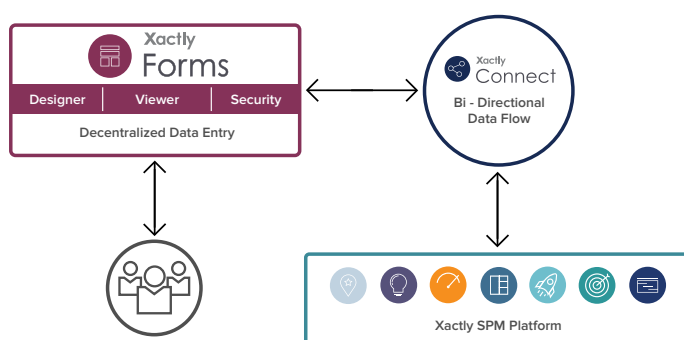 Xactly
Forms
Designer
Viewer
Security
Decentralized Data Entry
Xactly
Connect
Bi - Directional
Data Flow
Xactly SPM Platform